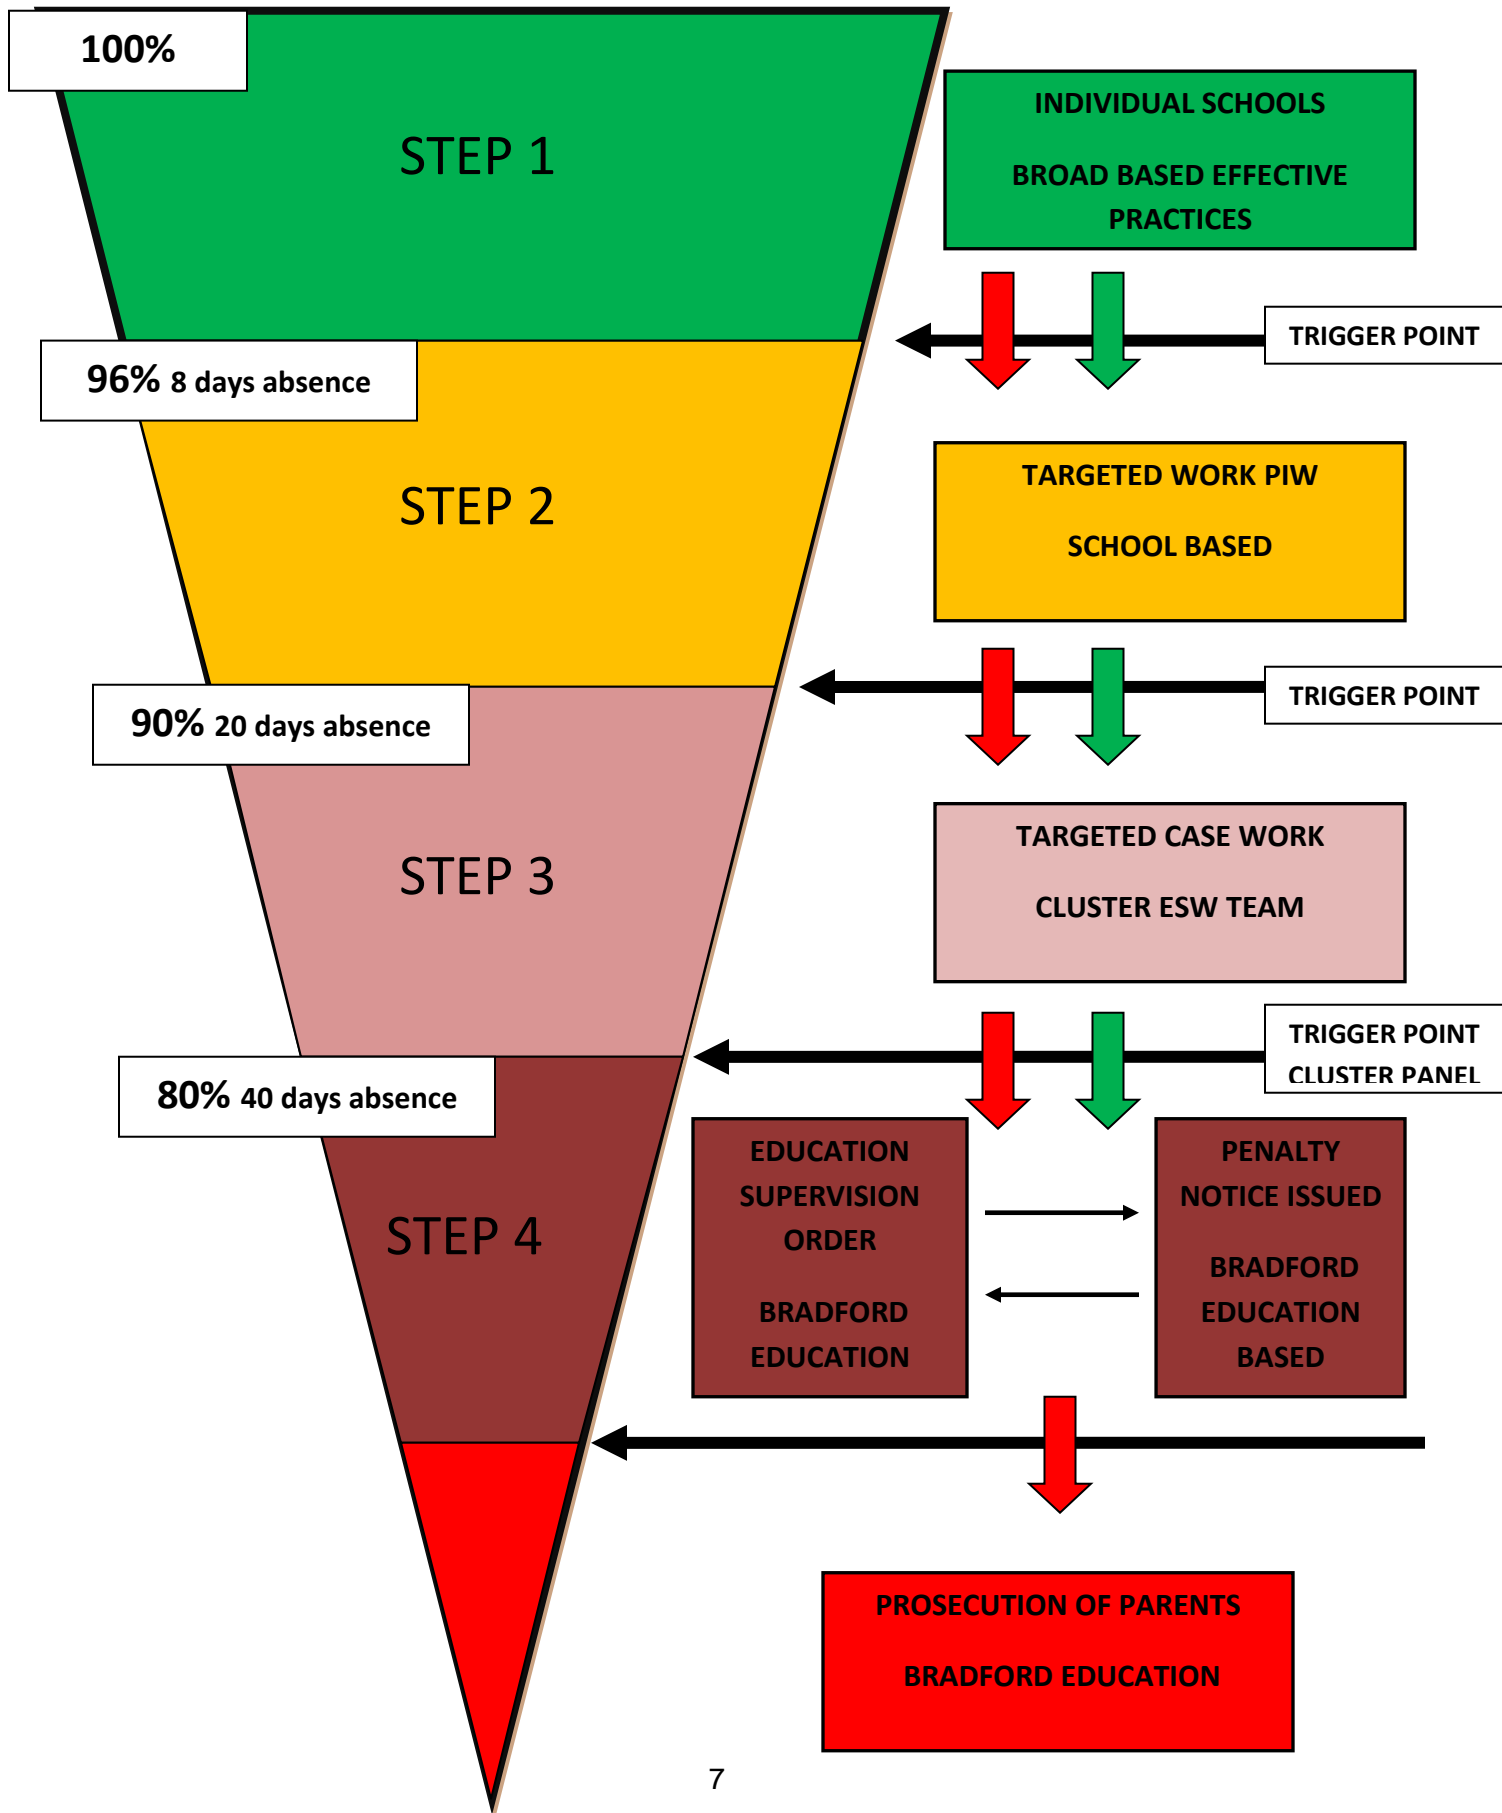 100%
STEP 1
INDIVIDUAL SCHOOLS
BROAD BASED EFFECTIVE
PRACTICES
TRIGGER POINT
96% 8 days absence
STEP 2
TARGETED WORK PIW
SCHOOL BASED
TRIGGER POINT
90% 20 days absence
STEP 3
TARGETED CASE WORK
CLUSTER ESW TEAM
TRIGGER POINT
CLUSTER PANEL
80% 40 days absence
STEP 4
EDUCATION
SUPERVISION
ORDER
BRADFORD
EDUCATION
PENALTY
NOTICE ISSUED
BRADFORD
EDUCATION
BASED
PROSECUTION OF PARENTS
BRADFORD EDUCATION
7